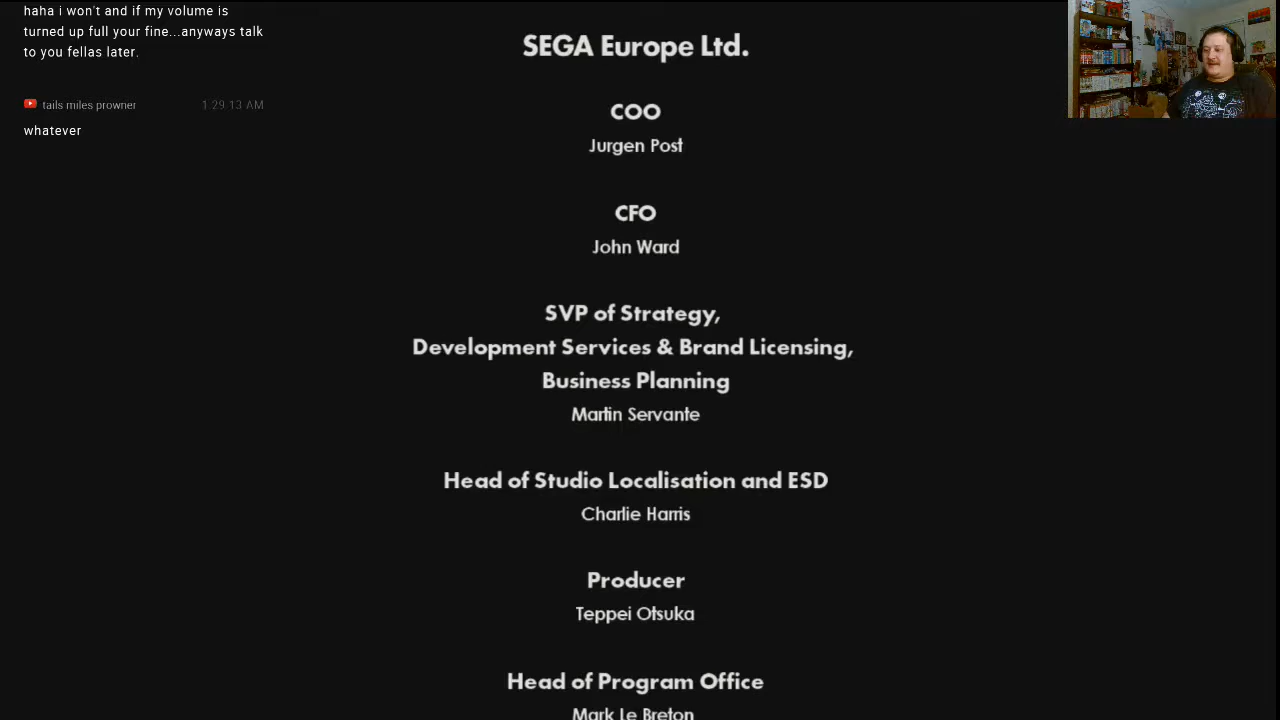 haha i won't and if my volume is
turned up full your fine...anyways talk
to you fellas later.
tails miles prowner 1:29:13 AM
whatever
SEGA Europe Ltd.
COO
Jurgen Post
CFO
John Ward
SVP of Strategy,
Development Services & Brand Licensing,
Business Planning
Martin Servante
Head of Studio Localisation and ESD
Charlie Harris
Producer
Teppei Otsuka
Head of Program Office
Mark Le Breton